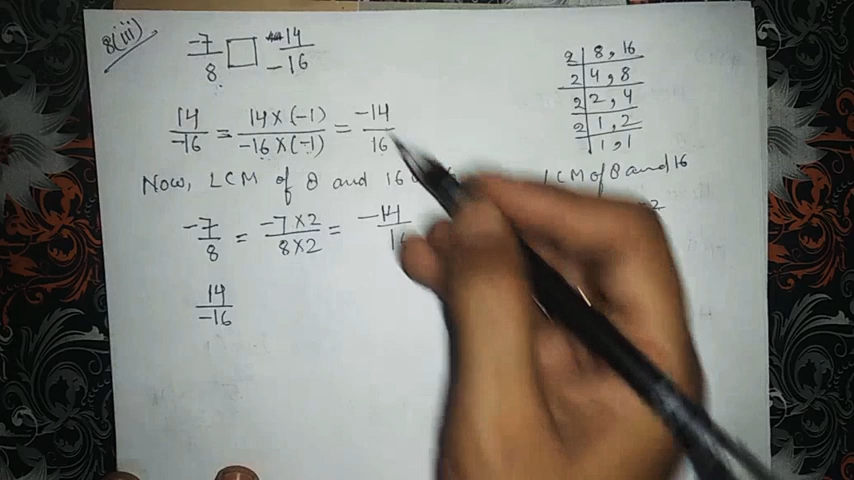 8(iii)
-7/8 □ 14/-16
14/-16 = 14×(-1)/-16×(-1) = -14/16
Now, LCM of 8 and 16
-7/8 = -7×2/8×2 = -14/16
14/-16
2 | 8, 16
2 | 4, 8
2 | 2, 4
2 | 1, 2
1, 1
LCM of 8 and 16